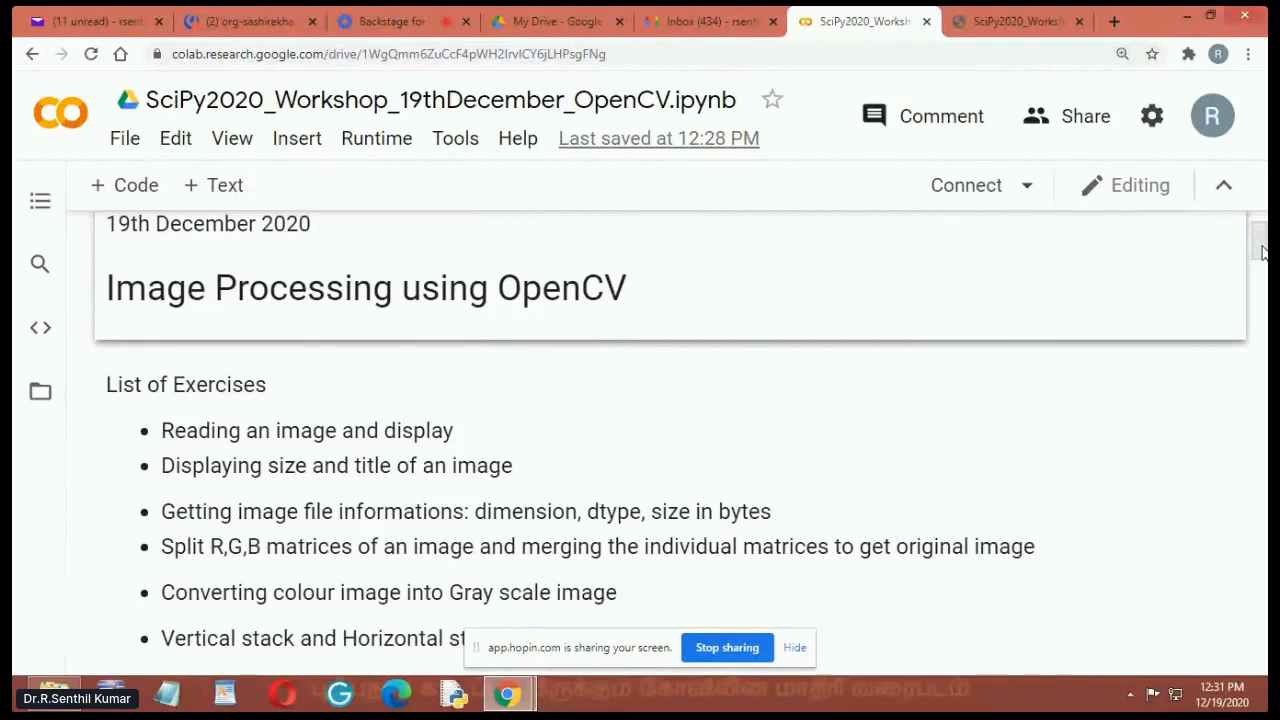 (11 unread) - rsent
(2) org-sashirekha
Backstage for
My Drive - Google
Inbox (434) - rsent
SciPy2020_Worksh
SciPy2020_Worksh
colab.research.google.com/drive/1WgQmm6ZuCcF4pWH2IrvICY6jLHPsgFNg
R
SciPy2020_Workshop_19thDecember_OpenCV.ipynb
Comment
Share
R
File Edit View Insert Runtime Tools Help Last saved at 12:28 PM
+ Code + Text
Connect
Editing
19th December 2020
Image Processing using OpenCV
List of Exercises
• Reading an image and display
• Displaying size and title of an image
• Getting image file informations: dimension, dtype, size in bytes
• Split R,G,B matrices of an image and merging the individual matrices to get original image
• Converting colour image into Gray scale image
• Vertical stack and Horizontal st
app.hopin.com is sharing your screen. Stop sharing Hide
Dr.R.Senthil Kumar
12:31 PM
12/19/2020